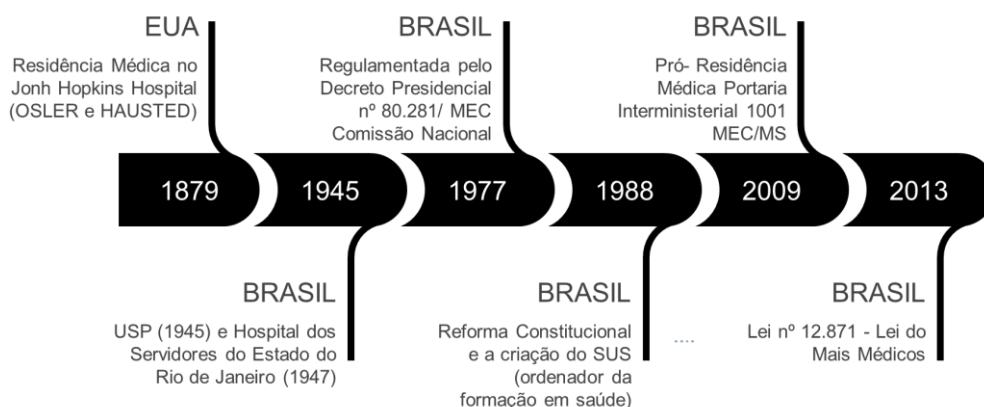 EUA
Residência Médica no
Jonh Hopkins Hospital
(OSLER e HAUSTED)
BRASIL
Regulamentada pelo
Decreto Presidencial
nº 80.281/ MEC
Comissão Nacional
BRASIL
Pró- Residência
Médica Portaria
Interministerial 1001
MEC/MS
1879
1945
1977
1988
2009
2013
BRASIL
USP (1945) e Hospital dos
Servidores do Estado do
Rio de Janeiro (1947)
BRASIL
Reforma Constitucional
e a criação do SUS
(ordenador da
formação em saúde)
....
BRASIL
Lei nº 12.871 - Lei do
Mais Médicos